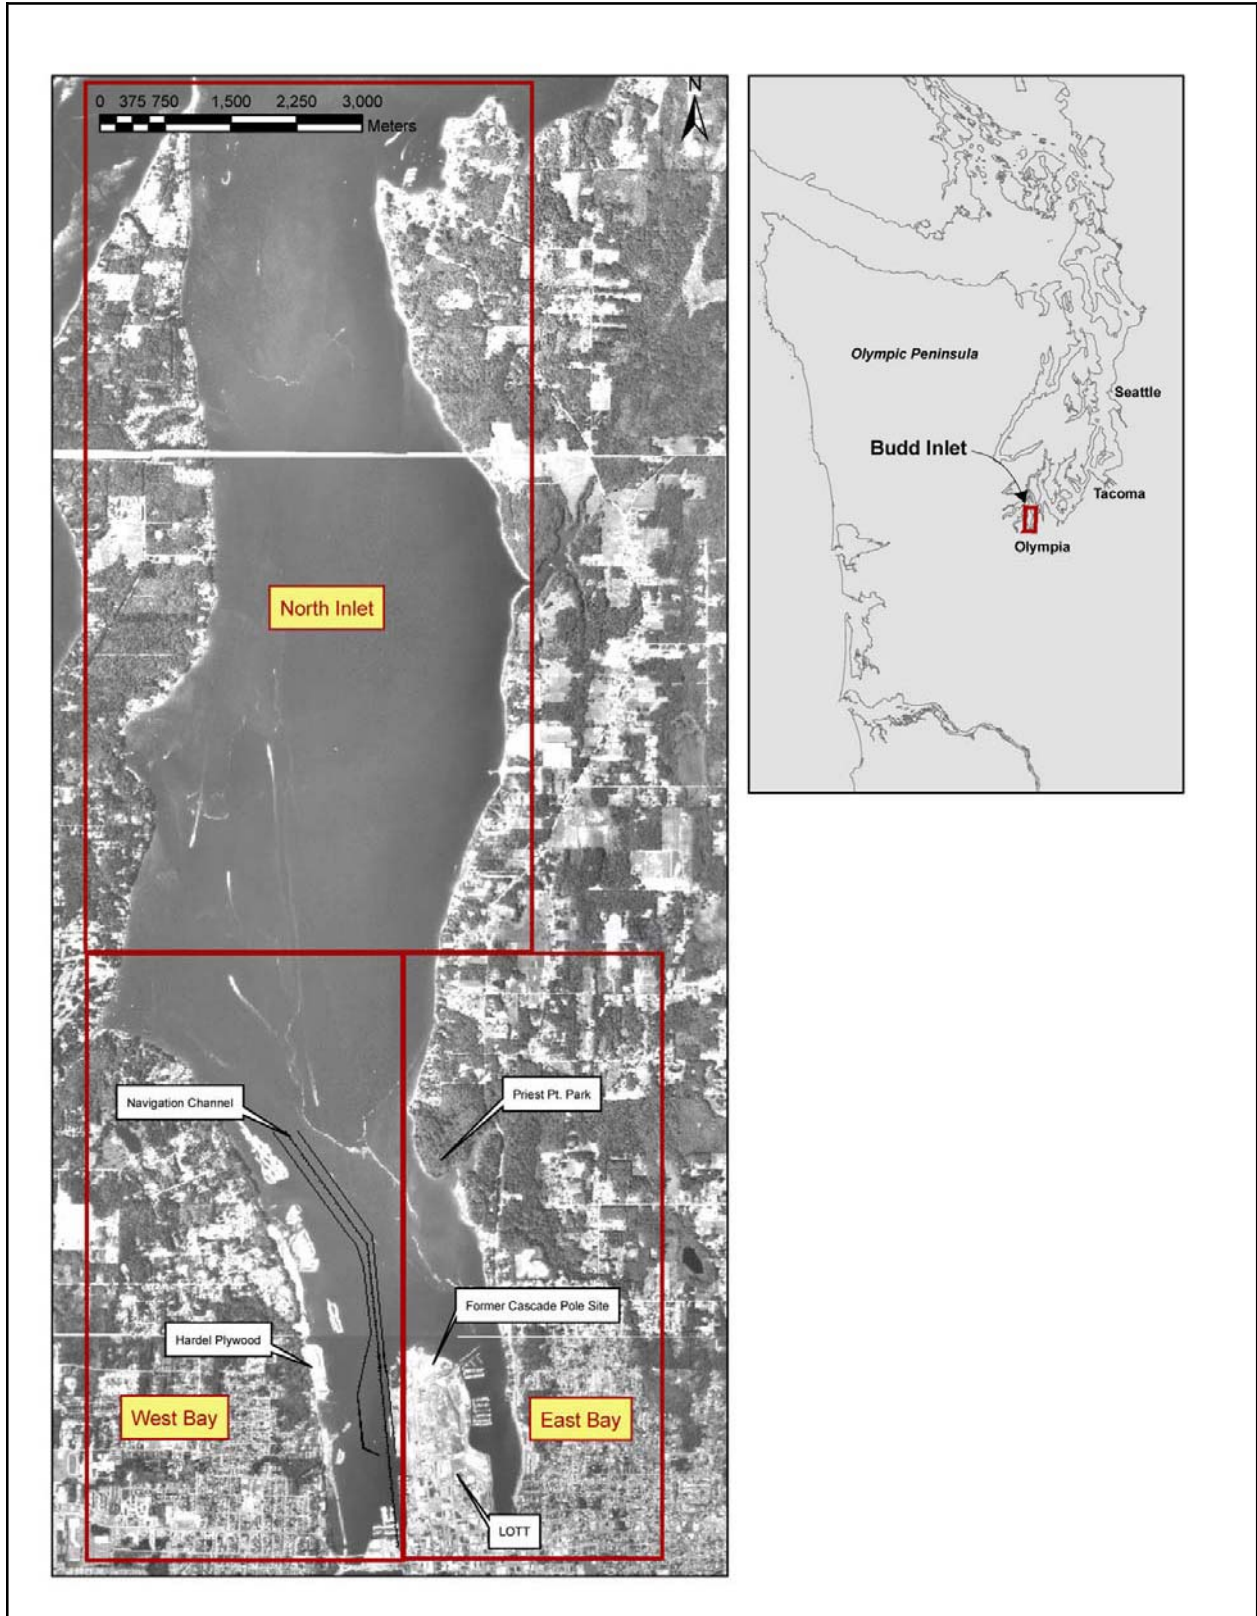 N
0 375 750 1,500 2,250 3,000
Meters
North Inlet
Navigation Channel
Priest Pt. Park
Former Cascade Pole Site
Hardel Plywood
West Bay
East Bay
LOTT
Olympic Peninsula
Seattle
Budd Inlet
Tacoma
Olympia